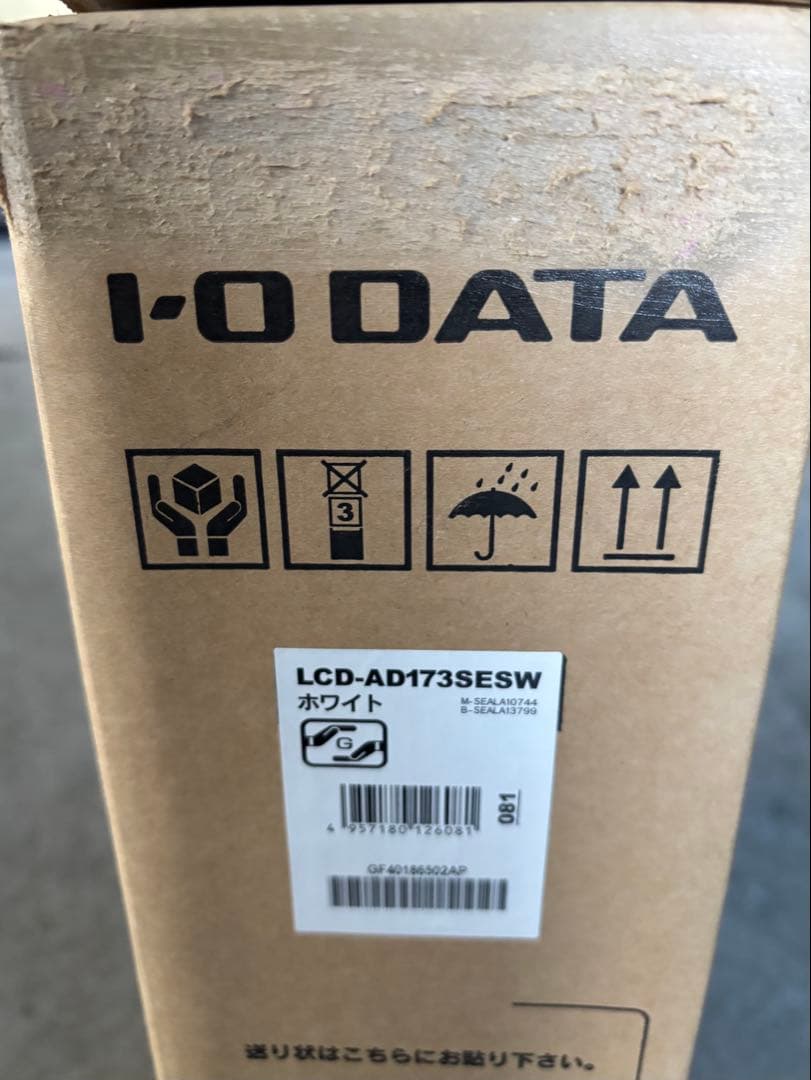 I-O DATA
3
LCD-AD173SESW
ホワイト
M-SEALA10744
B-SEALA13799
G
081
4 957180 126081
GF40186502AP
送り状はこちらにお貼り下さい。